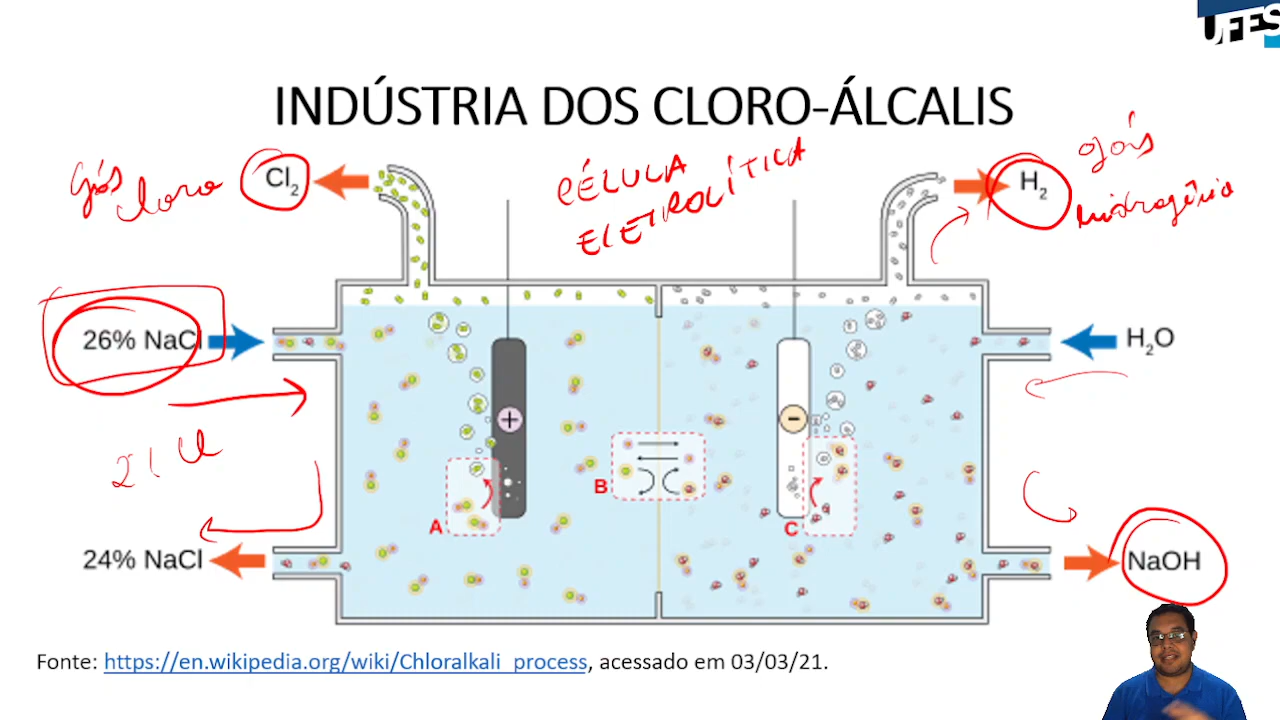 UFES
INDÚSTRIA DOS CLORO-ÁLCALIS
gás
cloro
Cl2
CÉLULA
ELETROLÍTICA
H2
gás
hidrogênio
26% NaCl
H2O
+
-
A
B
C
24% NaCl
NaOH
Fonte: https://en.wikipedia.org/wiki/Chloralkali_process, acessado em 03/03/21.